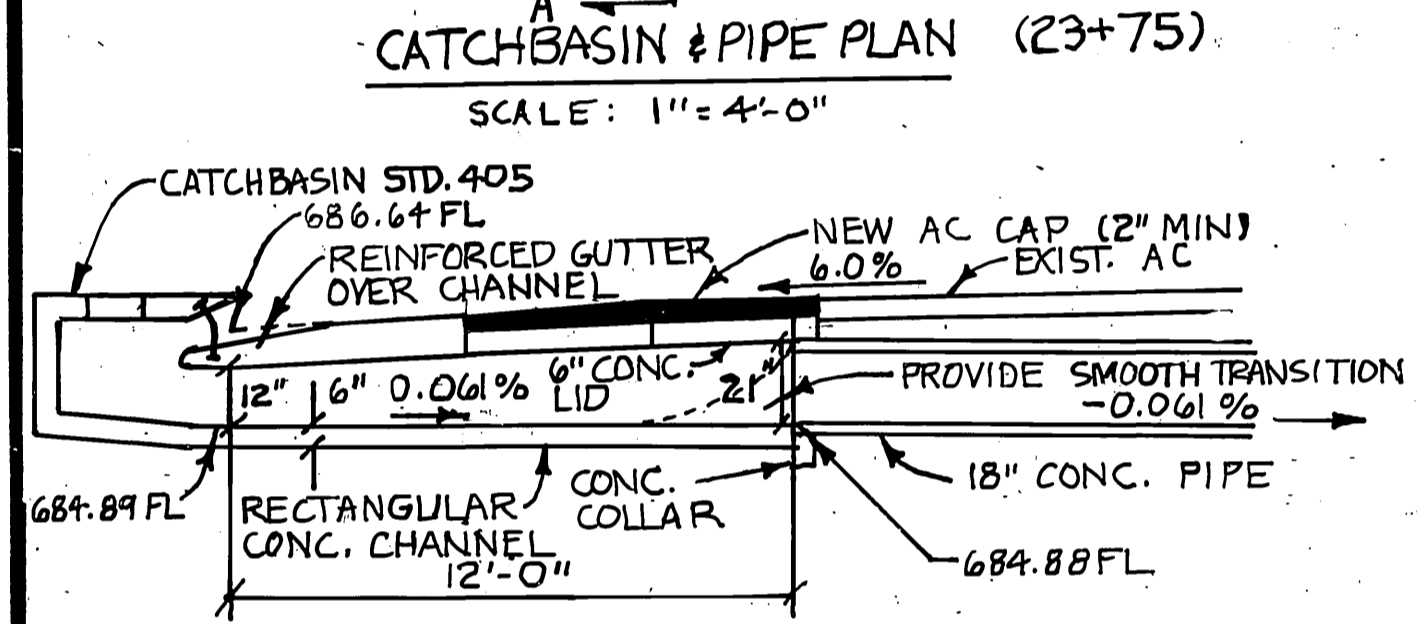 A
CATCHBASIN & PIPE PLAN (23+75)
SCALE: 1"=4'-0"
CATCHBASIN STD. 405
686.64 FL
REINFORCED GUTTER
OVER CHANNEL
NEW AC CAP (2" MIN)
6.0%
EXIST. AC
12"
6"
0.061%
6" CONC.
LID
21"
PROVIDE SMOOTH TRANSITION
-0.061%
684.89 FL
RECTANGULAR
CONC. CHANNEL
CONC.
COLLAR
18" CONC. PIPE
12'-0"
684.88 FL